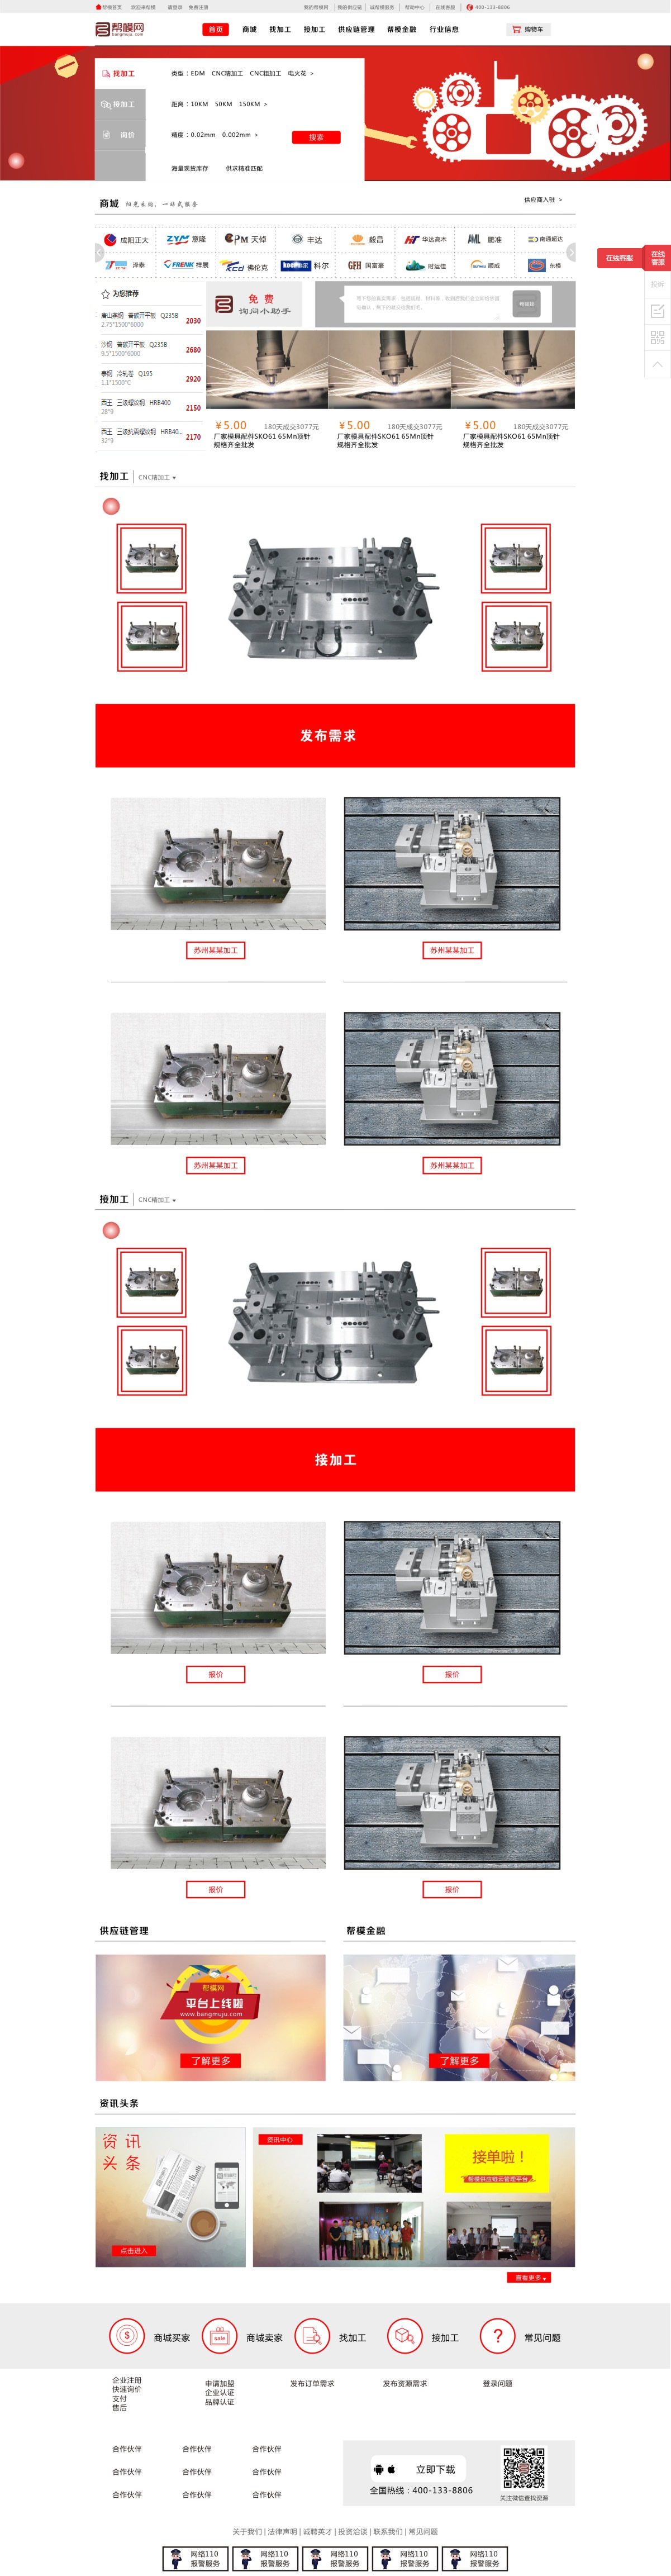 帮模首页 欢迎来帮模 请登录 免费注册 我的帮模网 我的供应链 诚帮模服务 帮助中心 在线客服 400-133-8806
帮模网
bangmuju.com
首页 商城 找加工 接加工 供应链管理 帮模金融 行业信息 购物车
找加工
接加工
询价
类型：EDM CNC精加工 CNC粗加工 电火花 >
距离：10KM 50KM 150KM >
精度：0.02mm 0.002mm >
搜索
海量现货库存 供求精准匹配
商城 阳光采购，一站式服务
供应商入驻 >
成阳正大 ZYM 意隆 CPM 天倬 丰达 毅昌 HT 华达高木 鹏准 南通超达
泽泰 FRENK 祥展 佛伦克 科尔 GFH 国富豪 时运佳 顺威 东模
在线客服
在线
客服
投诉
为您推荐
唐山燕钢 普碳开平板 Q235B
2.75*1500*6000
2030
沙钢 普碳开平板 Q235B
9.5*1500*6000
2680
泰钢 冷轧卷 Q195
1.1*1500*C
2920
西王 三级螺纹钢 HRB400
28*9
2150
西王 三级抗震螺纹钢 HRB40...
32*9
2170
免 费
询问小助手
帮我找
¥5.00 180天成交3077元
厂家模具配件SKO61 65Mn顶针
规格齐全批发
¥5.00 180天成交3077元
厂家模具配件SKO61 65Mn顶针
规格齐全批发
¥5.00 180天成交3077元
厂家模具配件SKO61 65Mn顶针
规格齐全批发
找加工 CNC精加工
发布需求
苏州某某加工 苏州某某加工
苏州某某加工 苏州某某加工
接加工 CNC精加工
接加工
报价 报价
报价 报价
供应链管理 帮模金融
帮模网
平台上线啦
www.bangmuju.com
了解更多 了解更多
资讯头条
资 讯
头 条
点击进入
资讯中心
接单啦！
帮模供应链云管理平台
查看更多
商城买家 商城卖家 找加工 接加工 常见问题
sale
企业注册
快速询价
支付
售后
申请加盟
企业认证
品牌认证
发布订单需求 发布资源需求 登录问题
合作伙伴 合作伙伴 合作伙伴
合作伙伴 合作伙伴 合作伙伴
合作伙伴 合作伙伴 合作伙伴
立即下载
全国热线：400-133-8806
关注微信查找资源
关于我们 | 法律声明 | 诚聘英才 | 投资洽谈 | 联系我们 | 常见问题
网络110
报警服务
网络110
报警服务
网络110
报警服务
网络110
报警服务
网络110
报警服务